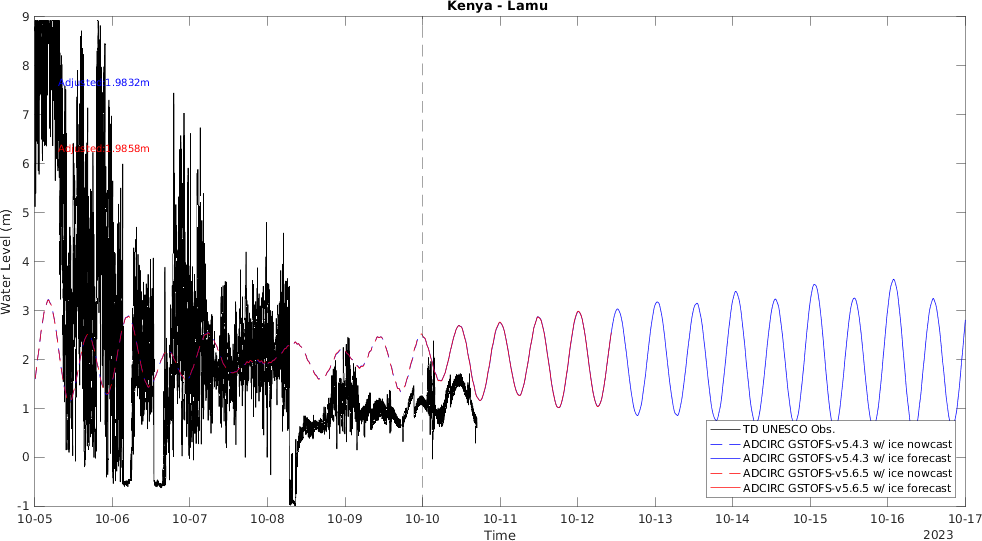 Kenya - Lamu
9
8
7
6
5
4
3
2
1
0
-1
Water Level (m)
Adjusted 1.9832m
Adjusted 1.9858m
TD UNESCO Obs.
ADCIRC GSTOFS-v5.4.3 w/ ice nowcast
ADCIRC GSTOFS-v5.4.3 w/ ice forecast
ADCIRC GSTOFS-v5.6.5 w/ ice nowcast
ADCIRC GSTOFS-v5.6.5 w/ ice forecast
10-05 10-06 10-07 10-08 10-09 10-10 10-11 10-12 10-13 10-14 10-15 10-16 10-17
Time
2023